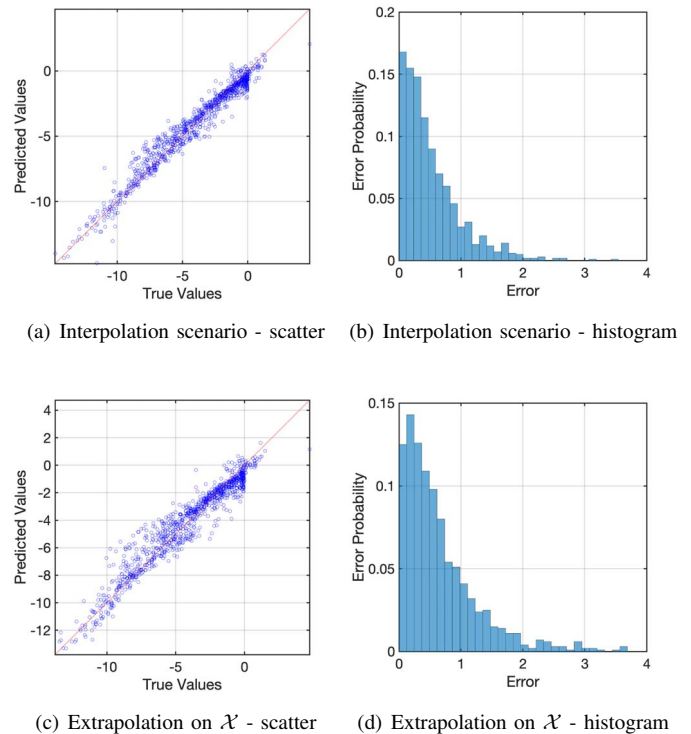 0
-5
-10
Predicted Values
-10 -5 0
True Values
0.20
0.15
0.10
0.05
0
Error Probability
0 1 2 3 4
Error
(a) Interpolation scenario - scatter
(b) Interpolation scenario - histogram
4
2
0
-2
-4
-6
-8
-10
-12
Predicted Values
-10 -5 0
True Values
0.15
0.10
0.05
0
Error Probability
0 1 2 3 4
Error
(c) Extrapolation on 𝒳 - scatter
(d) Extrapolation on 𝒳 - histogram